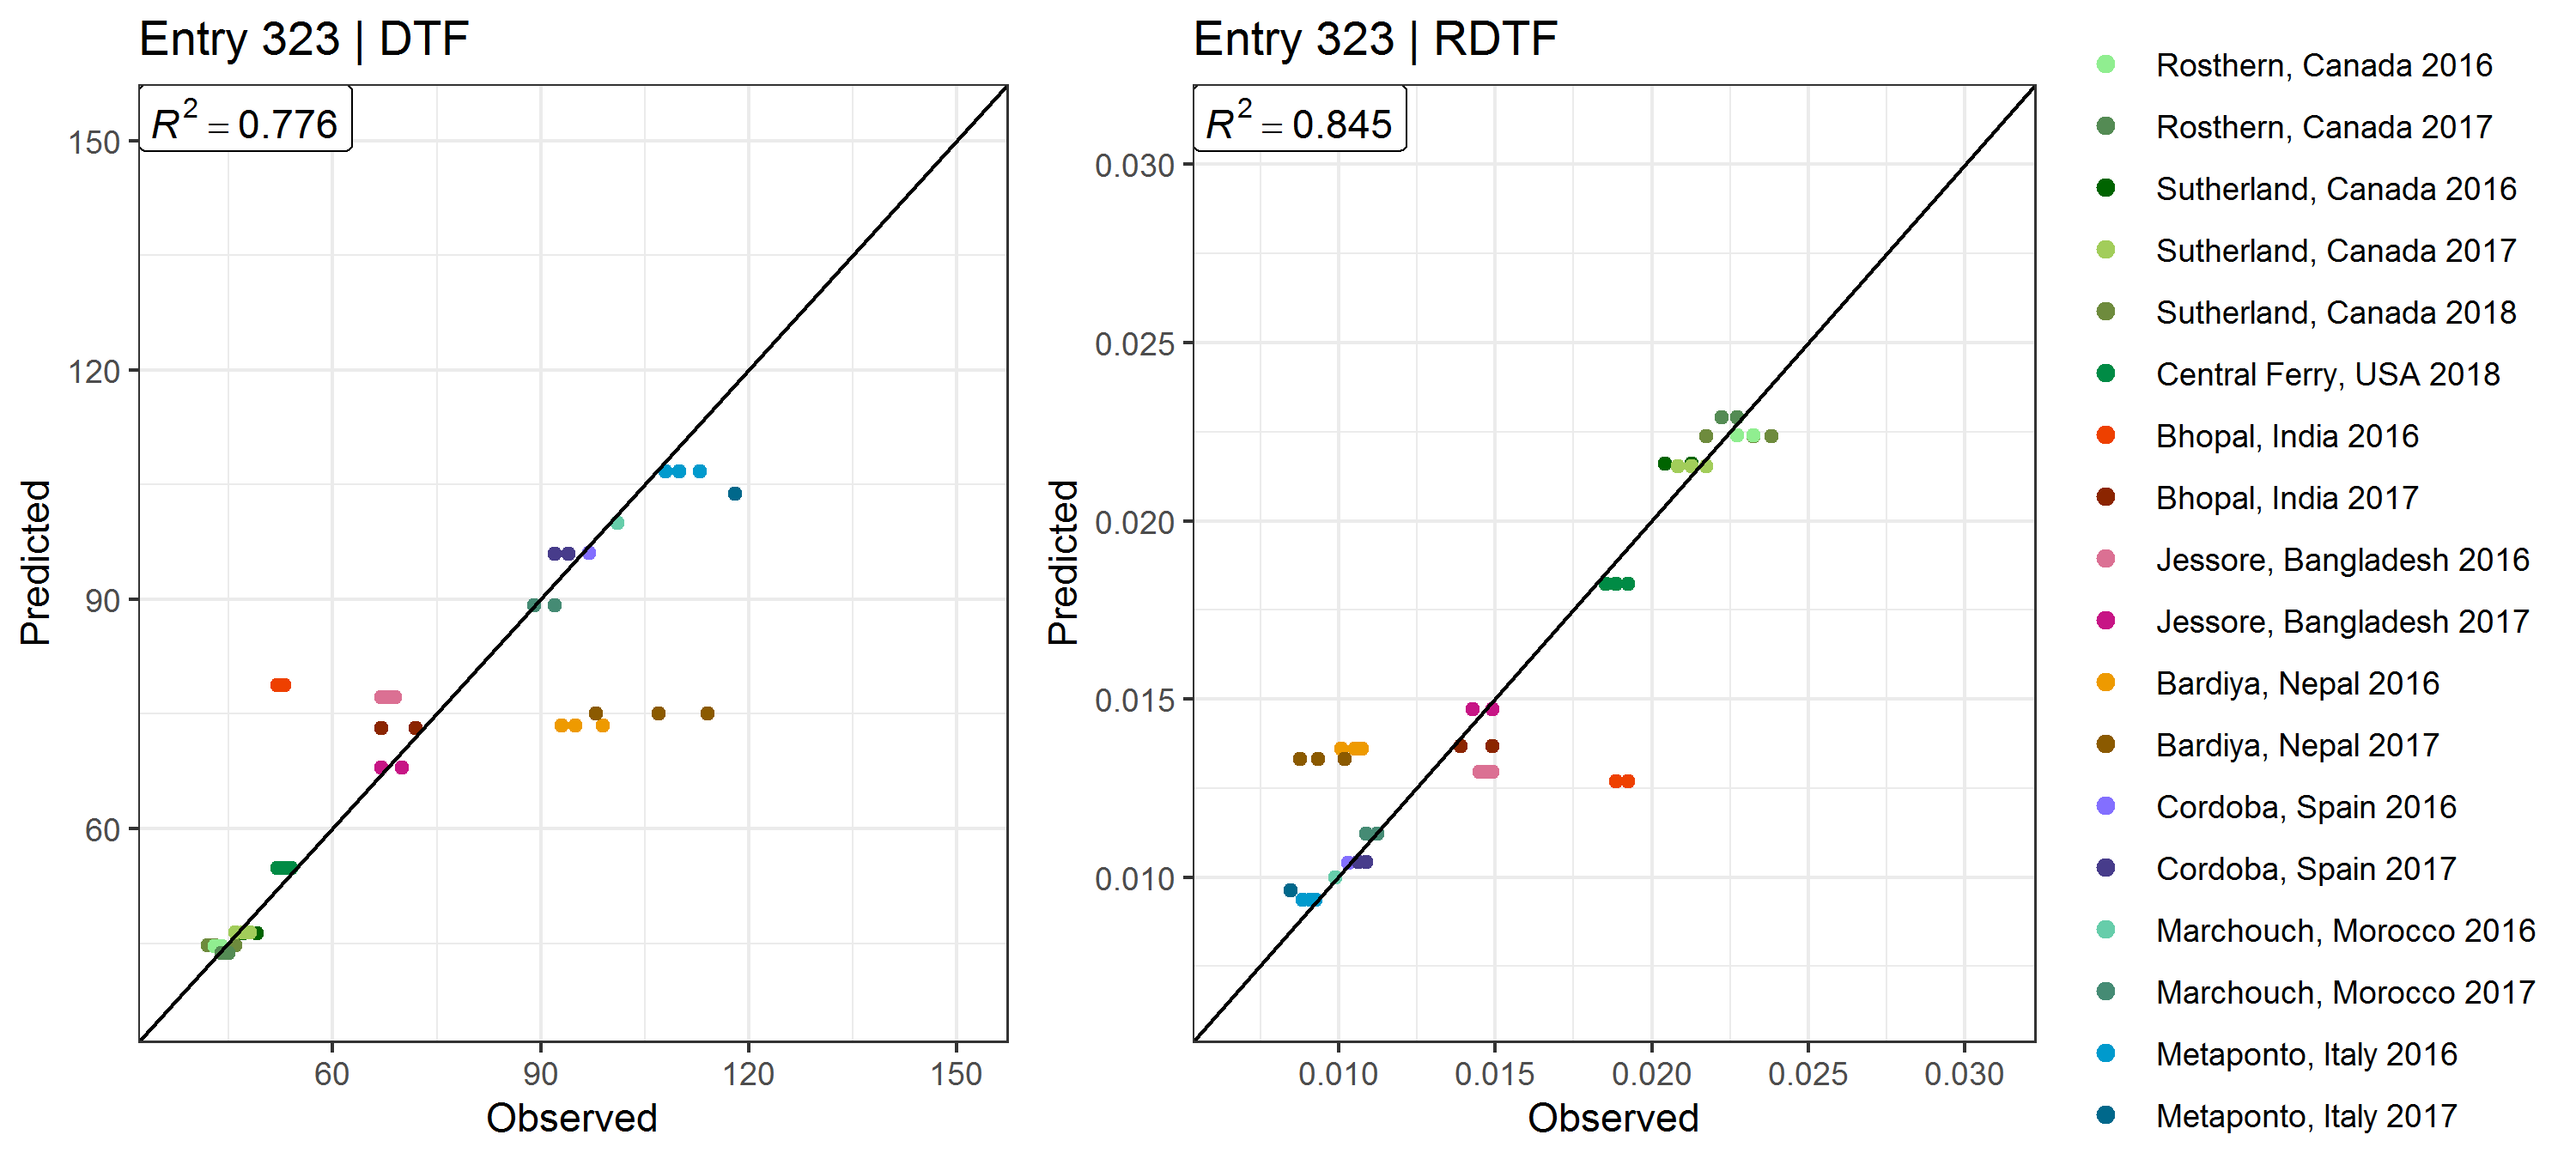 Entry 323 | DTF
R² = 0.776
150
120
90
60
Predicted
60 90 120 150
Observed
Entry 323 | RDTF
R² = 0.845
0.030
0.025
0.020
0.015
0.010
Predicted
0.010 0.015 0.020 0.025 0.030
Observed
Rosthern, Canada 2016
Rosthern, Canada 2017
Sutherland, Canada 2016
Sutherland, Canada 2017
Sutherland, Canada 2018
Central Ferry, USA 2018
Bhopal, India 2016
Bhopal, India 2017
Jessore, Bangladesh 2016
Jessore, Bangladesh 2017
Bardiya, Nepal 2016
Bardiya, Nepal 2017
Cordoba, Spain 2016
Cordoba, Spain 2017
Marchouch, Morocco 2016
Marchouch, Morocco 2017
Metaponto, Italy 2016
Metaponto, Italy 2017